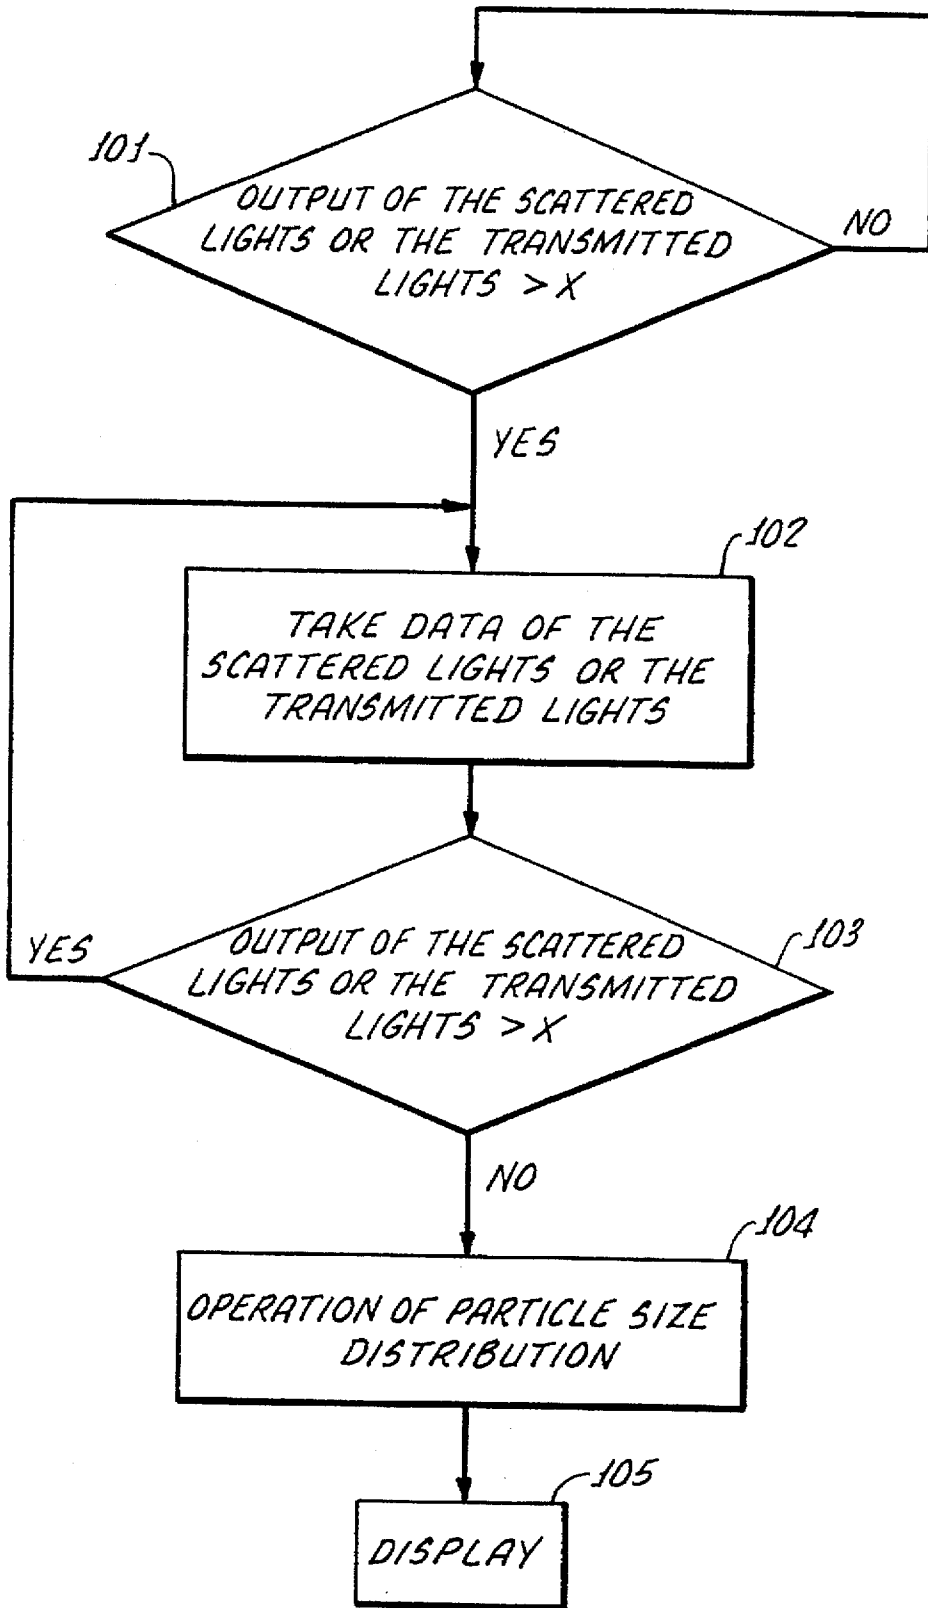 101
OUTPUT OF THE SCATTERED
LIGHTS OR THE TRANSMITTED
LIGHTS > X
NO
YES
102
TAKE DATA OF THE
SCATTERED LIGHTS OR THE
TRANSMITTED LIGHTS
103
YES
OUTPUT OF THE SCATTERED
LIGHTS OR THE TRANSMITTED
LIGHTS > X
NO
104
OPERATION OF PARTICLE SIZE
DISTRIBUTION
105
DISPLAY